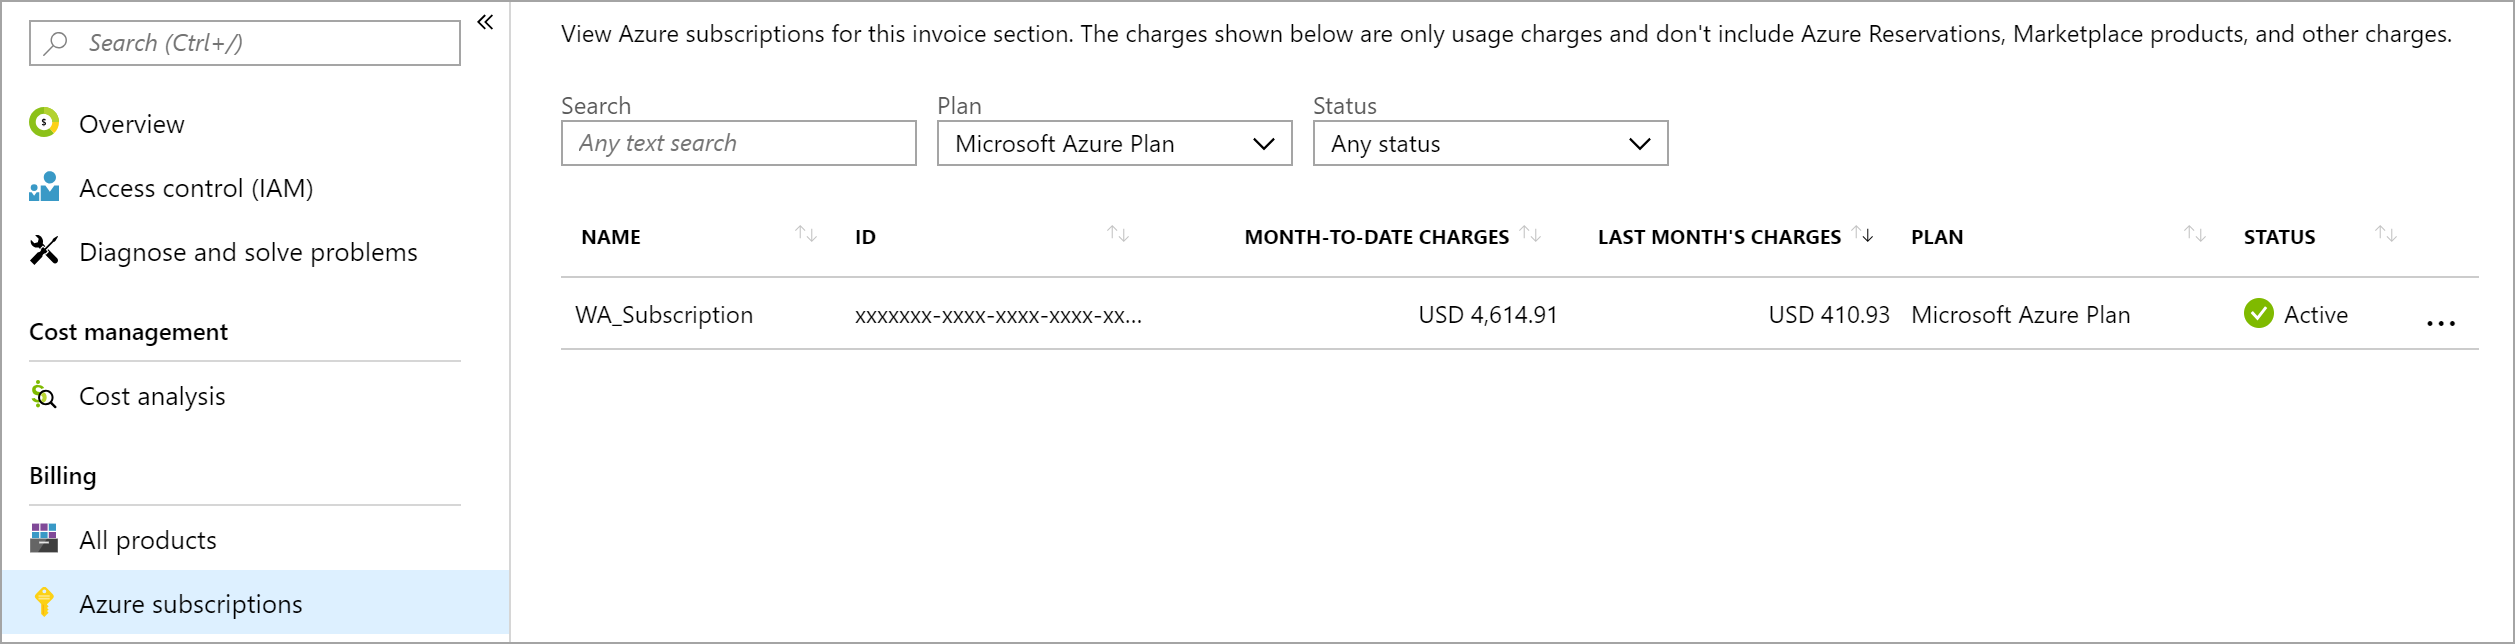 Search (Ctrl+/)
Overview
Access control (IAM)
Diagnose and solve problems
Cost management
Cost analysis
Billing
All products
Azure subscriptions
View Azure subscriptions for this invoice section. The charges shown below are only usage charges and don't include Azure Reservations, Marketplace products, and other charges.
Search Plan Status
Any text search Microsoft Azure Plan Any status
NAME ID MONTH-TO-DATE CHARGES LAST MONTH'S CHARGES PLAN STATUS
WA_Subscription xxxxxxx-xxxx-xxxx-xxxx-xx... USD 4,614.91 USD 410.93 Microsoft Azure Plan Active ...